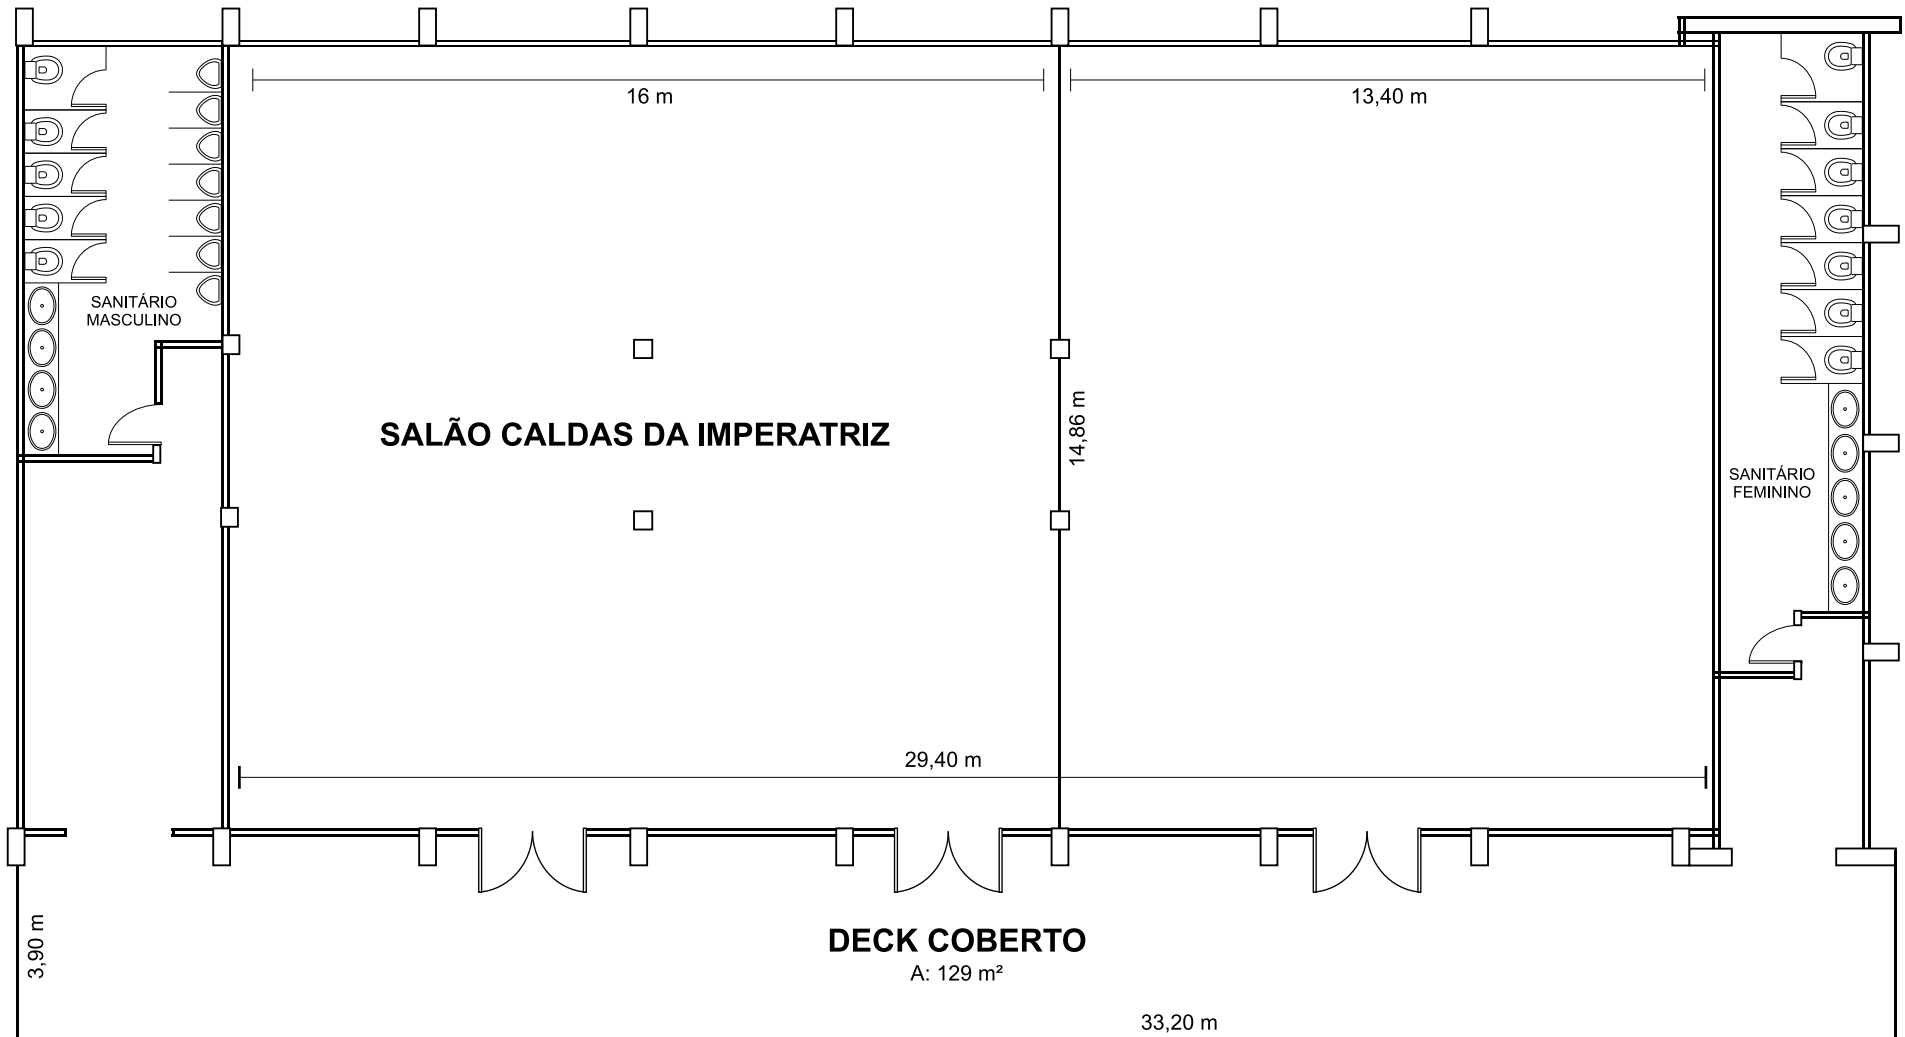 16 m
13,40 m
SANITÁRIO
MASCULINO
14,86 m
SALÃO CALDAS DA IMPERATRIZ
SANITÁRIO
FEMININO
29,40 m
3,90 m
DECK COBERTO
A: 129 m²
33,20 m